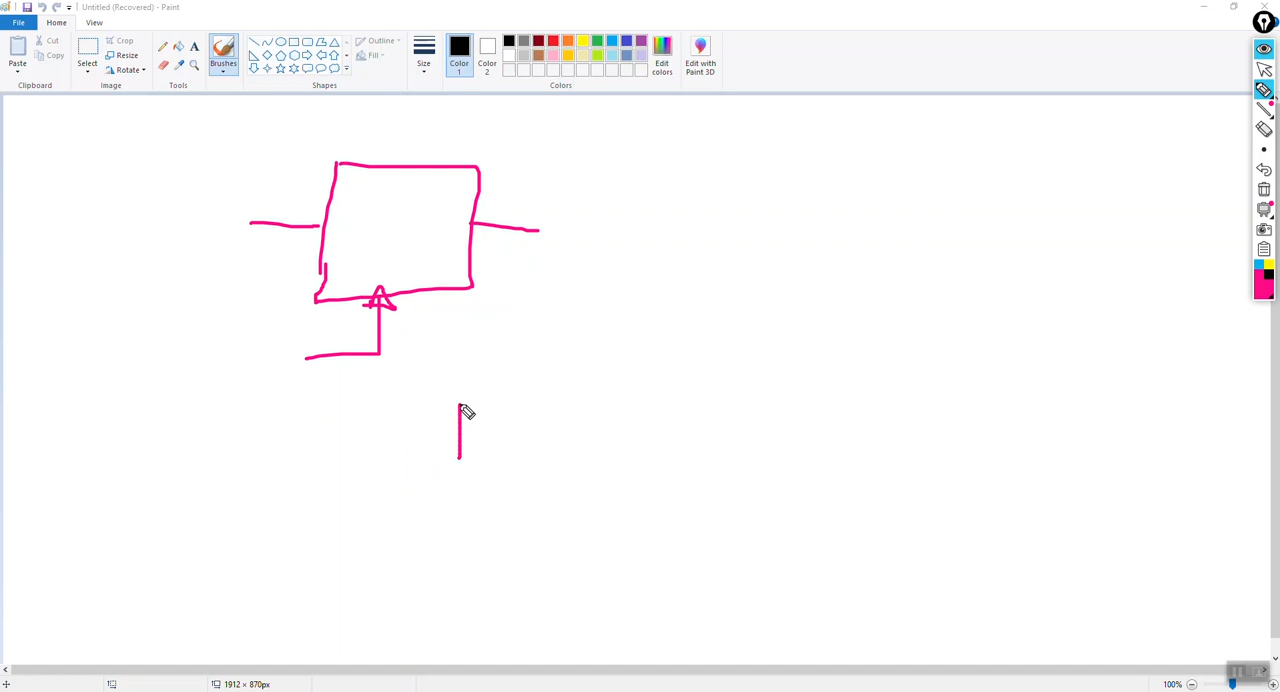 Untitled (Recovered) - Paint
File
Home
View
Paste
Cut
Copy
Clipboard
Select
Crop
Resize
Rotate
Image
A
Tools
Brushes
Shapes
Outline
Fill
Size
Color
1
Color
2
Edit
colors
Colors
Edit with
Paint 3D
1912 × 870px
100%